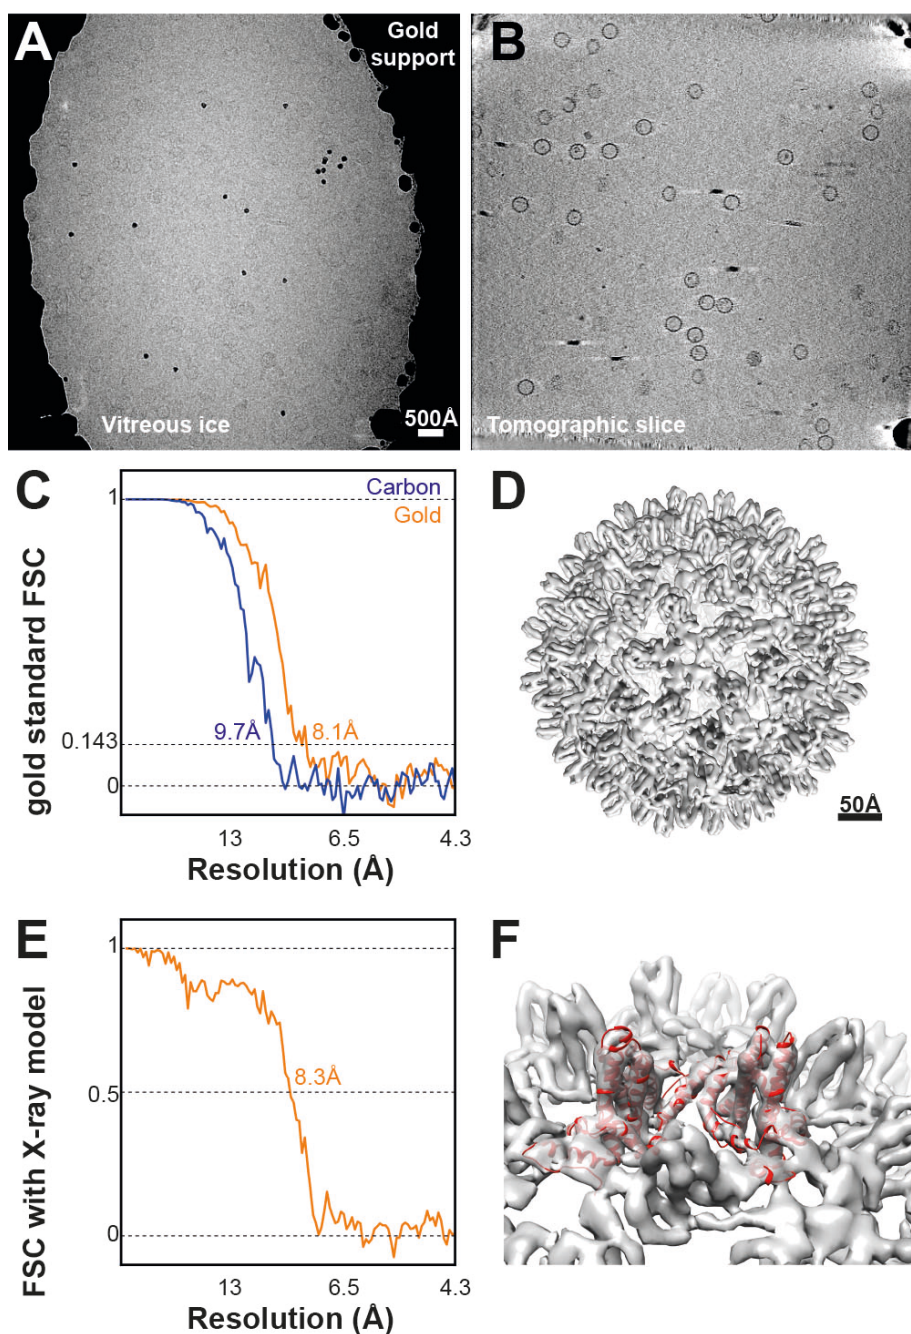 A
Gold
support
Vitreous ice
500Å
B
Tomographic slice
C
gold standard FSC
1
0.143
0
Carbon
Gold
9.7Å
8.1Å
13
6.5
4.3
Resolution (Å)
D
50Å
E
FSC with X-ray model
1
0.5
0
8.3Å
13
6.5
4.3
Resolution (Å)
F